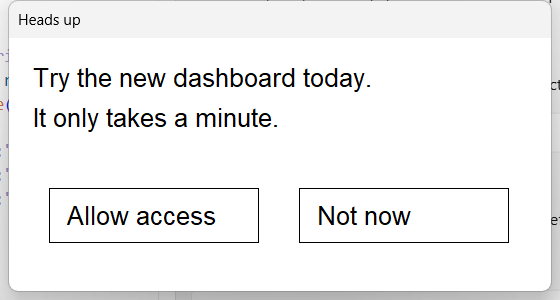 Heads up
Try the new dashboard today.
It only takes a minute.
Allow access
Not now